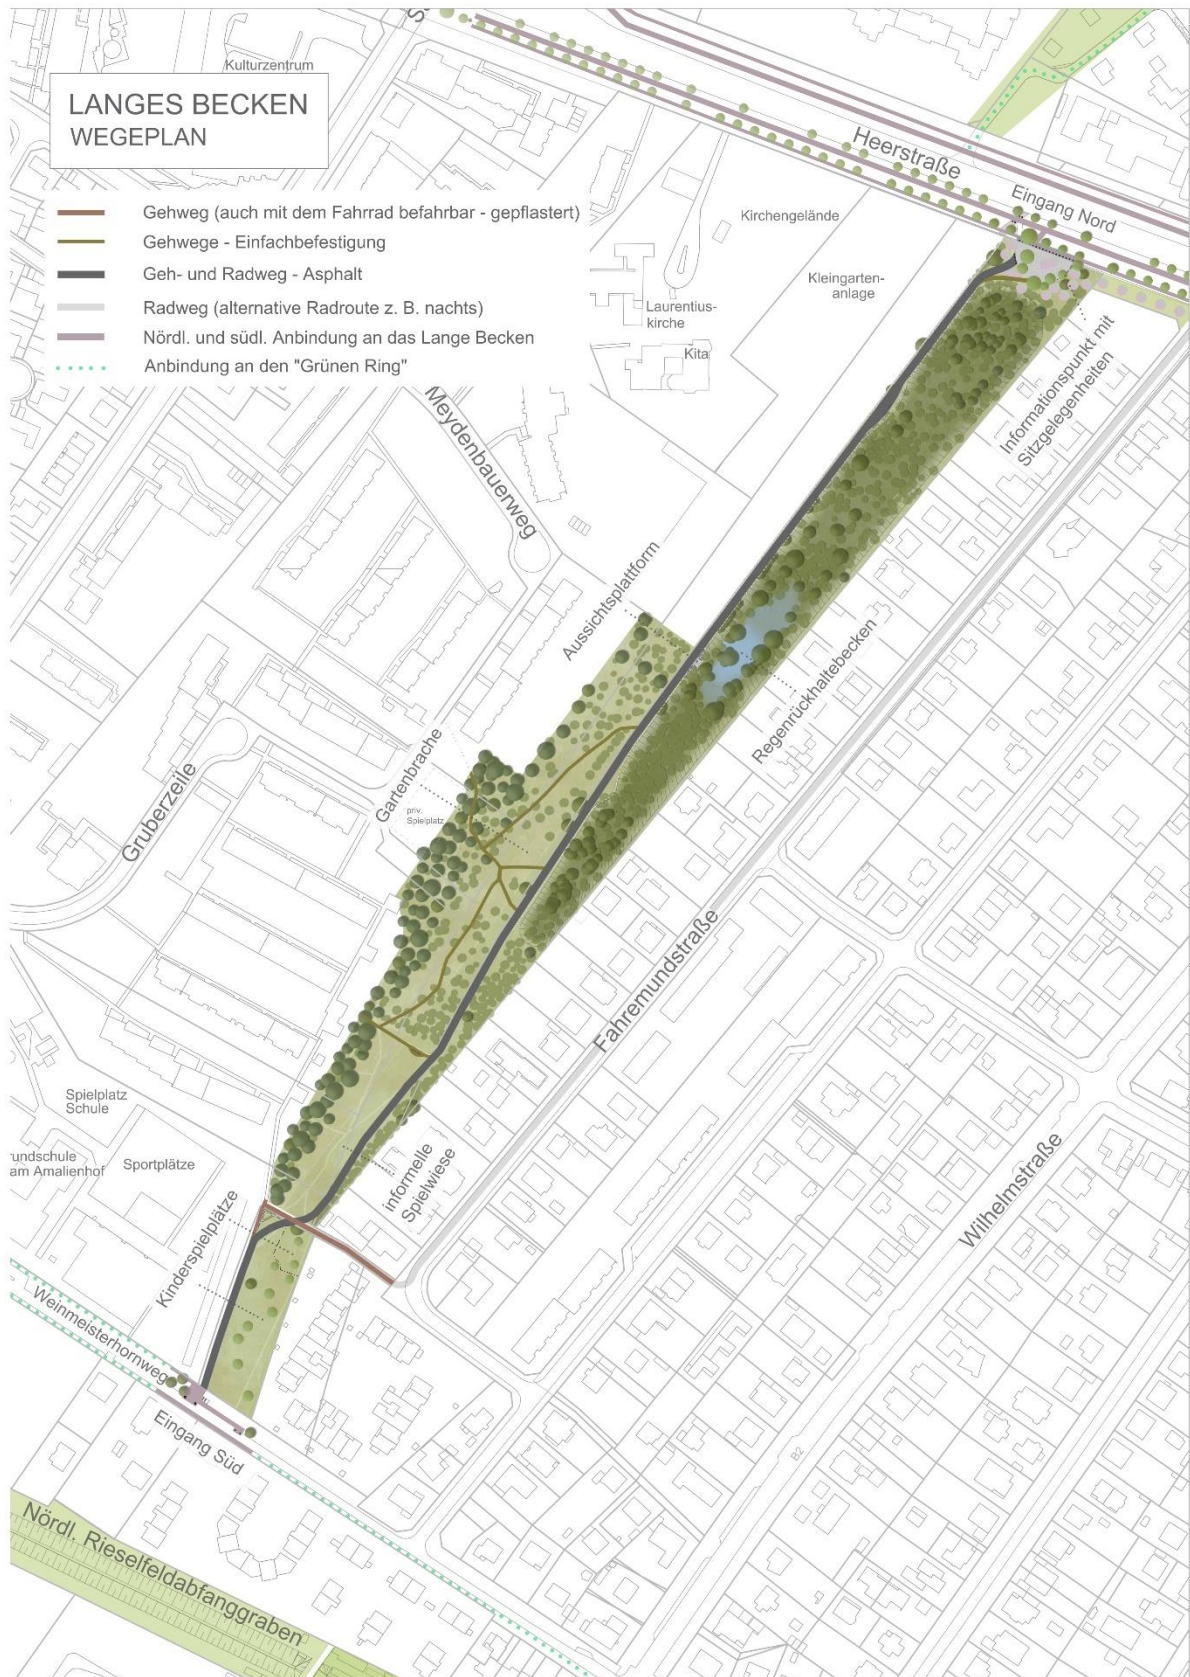 Kulturzentrum
LANGES BECKEN
WEGEPLAN
Gehweg (auch mit dem Fahrrad befahrbar - gepflastert)
Gehwege - Einfachbefestigung
Geh- und Radweg - Asphalt
Radweg (alternative Radroute z. B. nachts)
Nördl. und südl. Anbindung an das Lange Becken
Anbindung an den "Grünen Ring"
Heerstraße
Eingang Nord
Kirchengelände
Kleingarten-
anlage
Laurentius-
kirche
Kita
Informationspunkt mit
Sitzgelegenheiten
Meydenbauerweg
Aussichtsplattform
Regenrückhaltebecken
Gartenbrache
priv.
Spielplatz
Gruberzeile
Fahremundstraße
Spielplatz
Schule
undschule
am Amalienhof
Sportplätze
informelle
Spielwiese
Kinderspielplätze
Wilhelmstraße
Weinmeisterhornweg
Eingang Süd
B2
Nördl. Rieselfeldabfanggraben